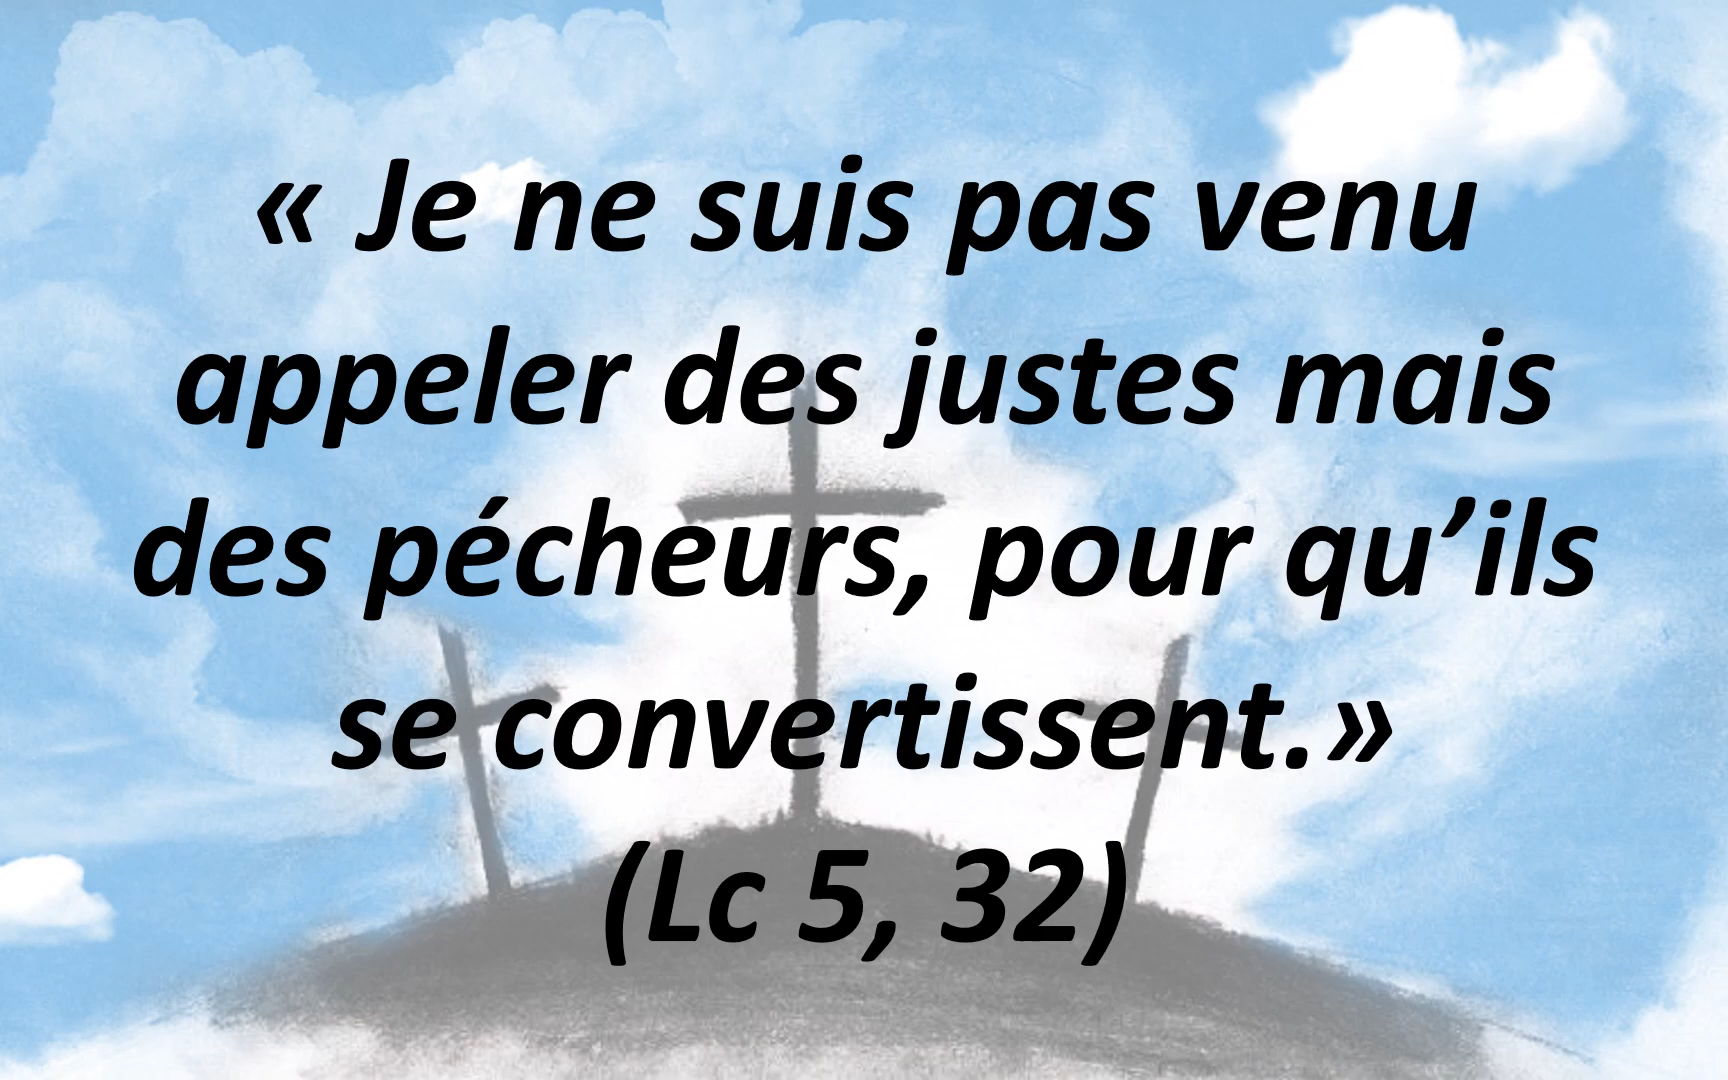 « Je ne suis pas venu
appeler des justes mais
des pécheurs, pour qu’ils
se convertissent.»
(Lc 5, 32)